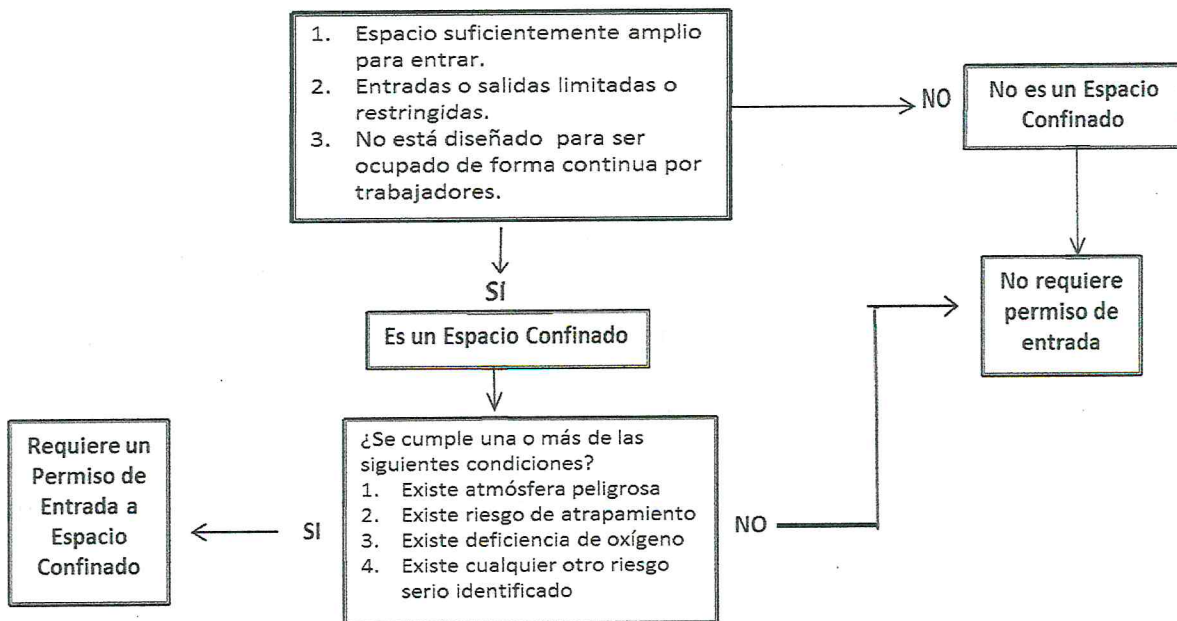 1. Espacio suficientemente amplio
para entrar.
2. Entradas o salidas limitadas o
restringidas.
3. No está diseñado para ser
ocupado de forma continua por
trabajadores.
NO
No es un Espacio
Confinado
SI
Es un Espacio Confinado
No requiere
permiso de
entrada
¿Se cumple una o más de las
siguientes condiciones?
1. Existe atmósfera peligrosa
2. Existe riesgo de atrapamiento
3. Existe deficiencia de oxígeno
4. Existe cualquier otro riesgo
serio identificado
NO
SI
Requiere un
Permiso de
Entrada a
Espacio
Confinado